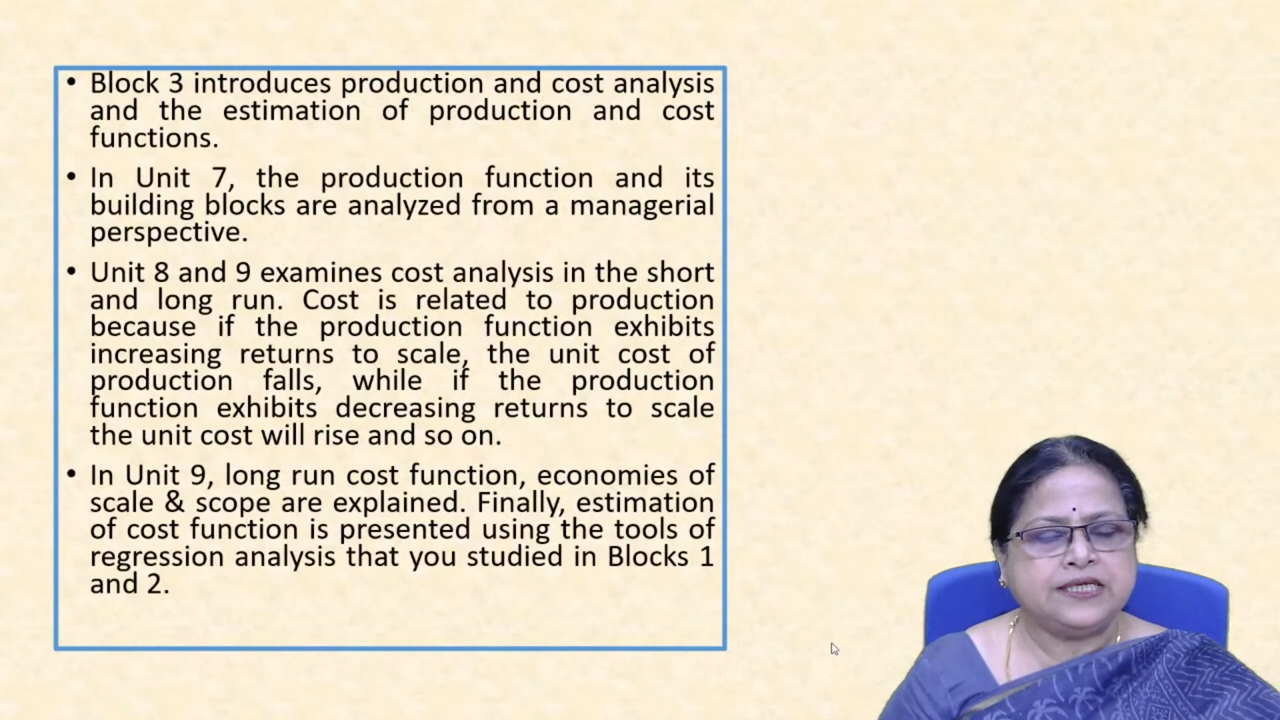 • Block 3 introduces production and cost analysis
and the estimation of production and cost
functions.
• In Unit 7, the production function and its
building blocks are analyzed from a managerial
perspective.
• Unit 8 and 9 examines cost analysis in the short
and long run. Cost is related to production
because if the production function exhibits
increasing returns to scale, the unit cost of
production falls, while if the production
function exhibits decreasing returns to scale
the unit cost will rise and so on.
• In Unit 9, long run cost function, economies of
scale & scope are explained. Finally, estimation
of cost function is presented using the tools of
regression analysis that you studied in Blocks 1
and 2.